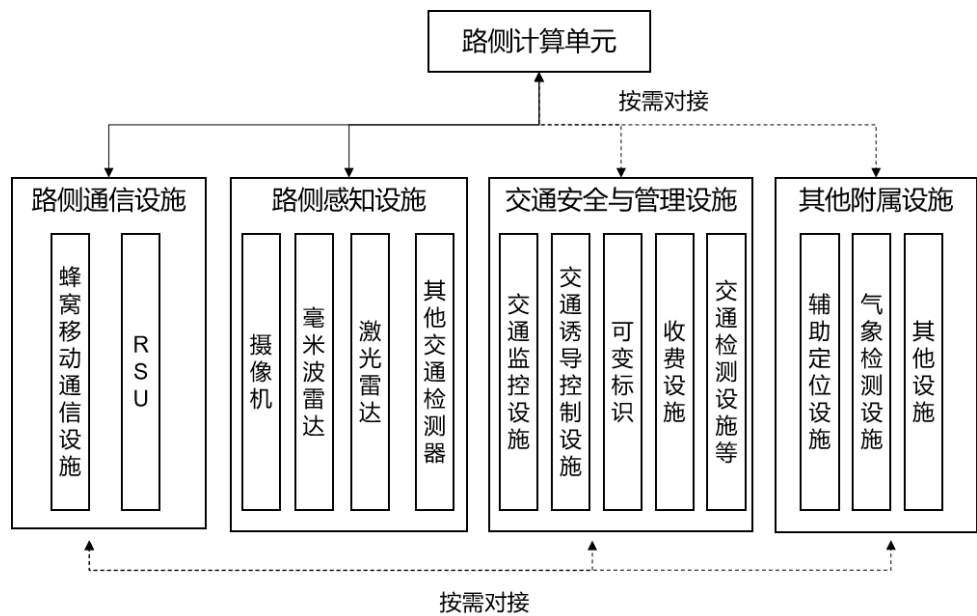 路侧计算单元
按需对接
路侧通信设施
蜂窝移动通信设施
RSU
路侧感知设施
摄像机
毫米波雷达
激光雷达
其他交通检测器
交通安全与管理设施
交通监控设施
交通诱导控制设施
可变标识
收费设施
交通检测设施等
其他附属设施
辅助定位设施
气象检测设施
其他设施
按需对接